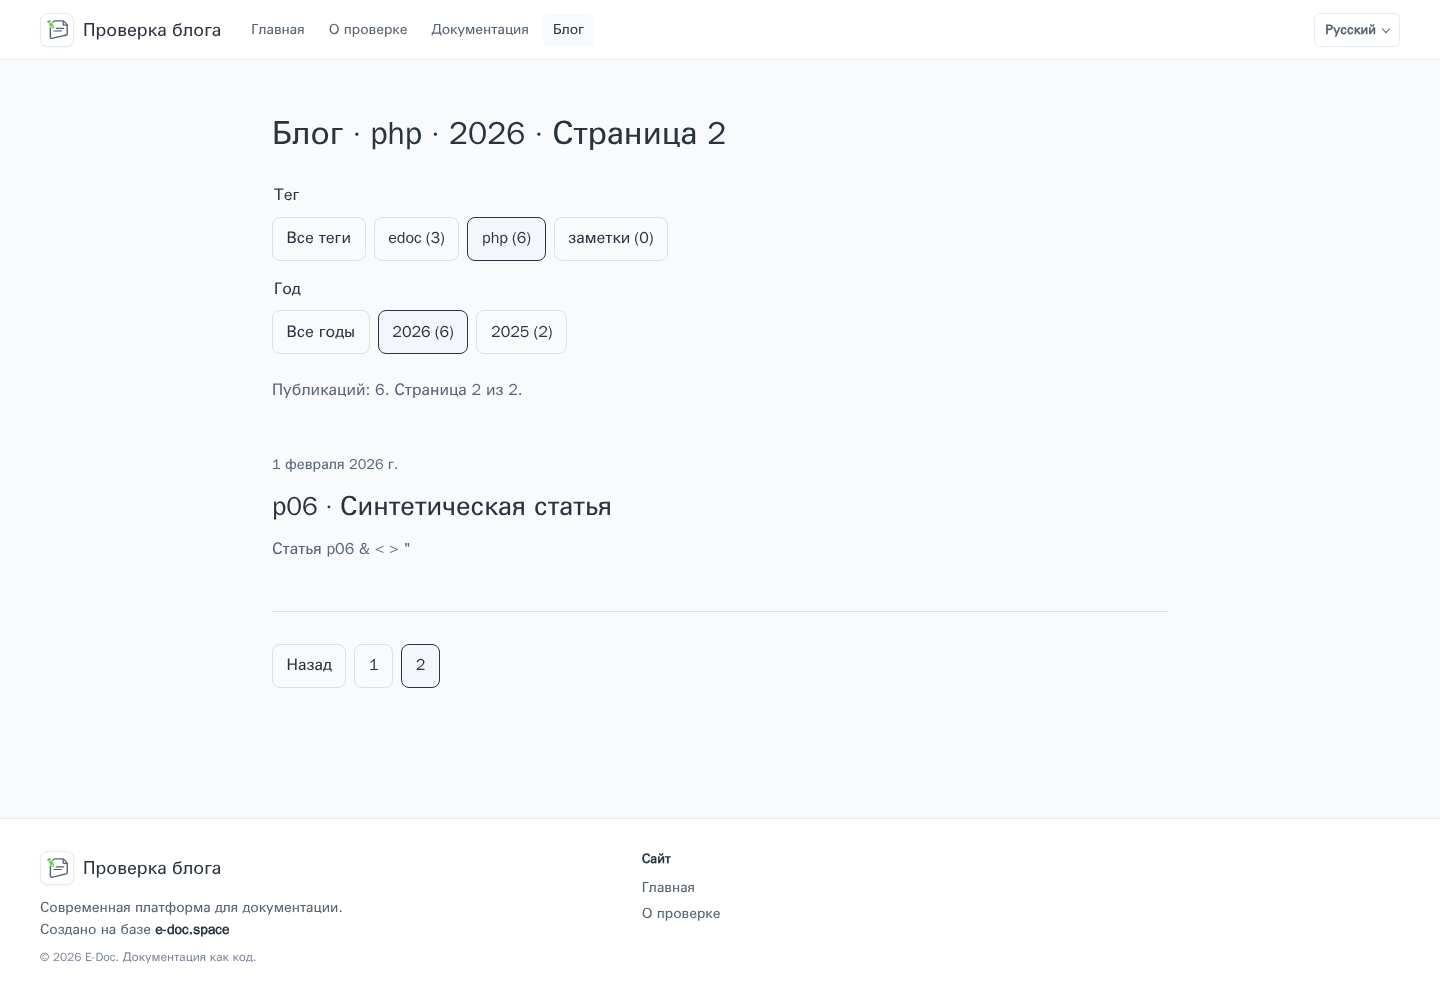 Проверка блога
Главная
О проверке
Документация
Блог
Русский
Блог · php · 2026 · Страница 2
Тег
Все теги
edoc (3)
php (6)
заметки (0)
Год
Все годы
2026 (6)
2025 (2)
Публикаций: 6. Страница 2 из 2.
1 февраля 2026 г.
p06 · Синтетическая статья
Статья p06 & < > "
Назад
1
2
Проверка блога
Современная платформа для документации.
Создано на базе e-doc.space
© 2026 E-Doc. Документация как код.
Сайт
Главная
О проверке